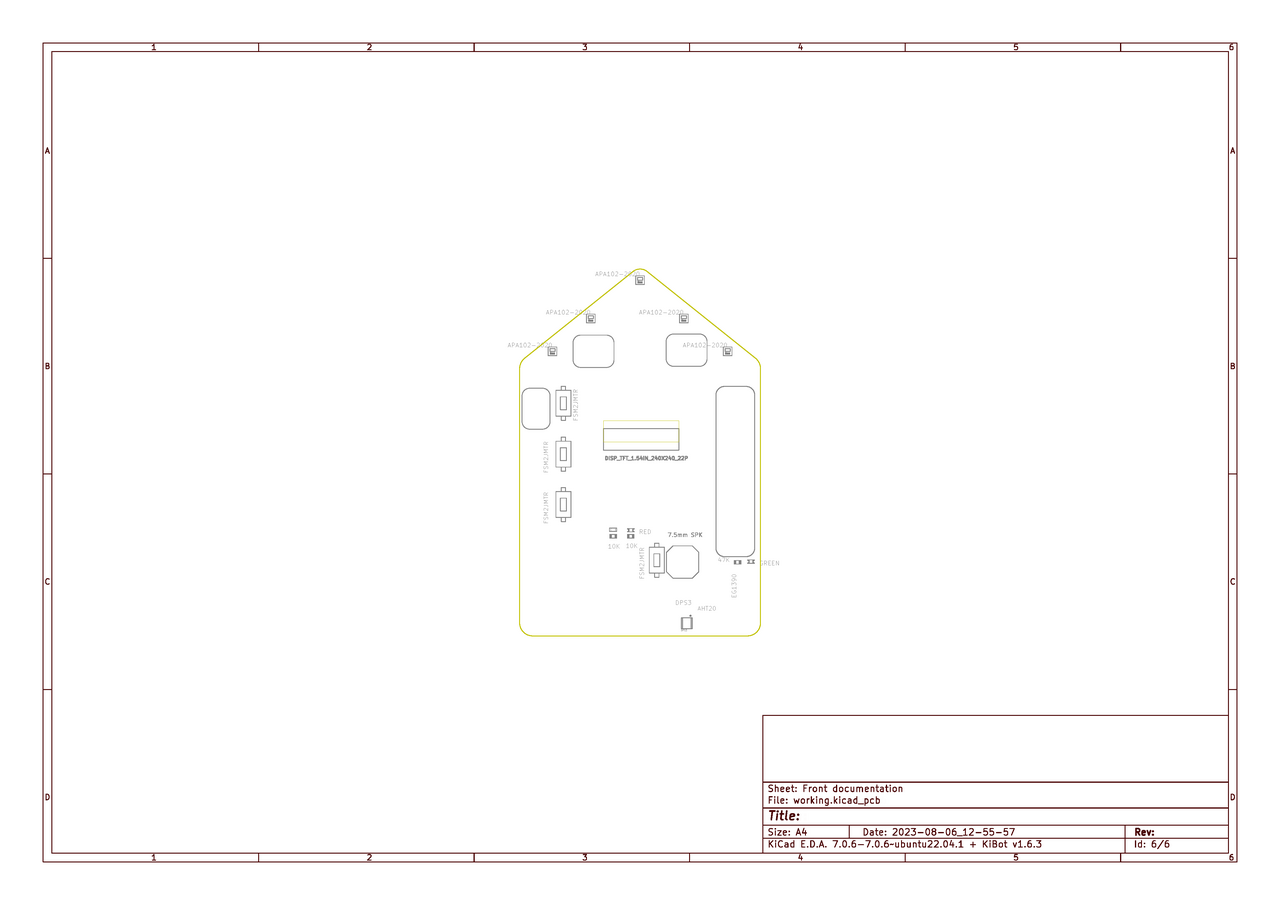 1 2 3 4 5 6
A A
APA102-2020
APA102-2020 APA102-2020
APA102-2020 APA102-2020
B B
FSM2JMTR
FSM2JMTR
DISP_TFT_1.54IN_240X240_22P
FSM2JMTR
RED
7.5mm SPK
10K 10k
FSM2JMTR
47K GREEN
C C
EG1390
DPS3
AHT20
Sheet: Front documentation
File: working.kicad_pcb
D D
Title:
Size: A4 Date: 2023-08-06_12-55-57 Rev:
KiCad E.D.A. 7.0.6-7.0.6~ubuntu22.04.1 + KiBot v1.6.3 Id: 6/6
1 2 3 4 5 6